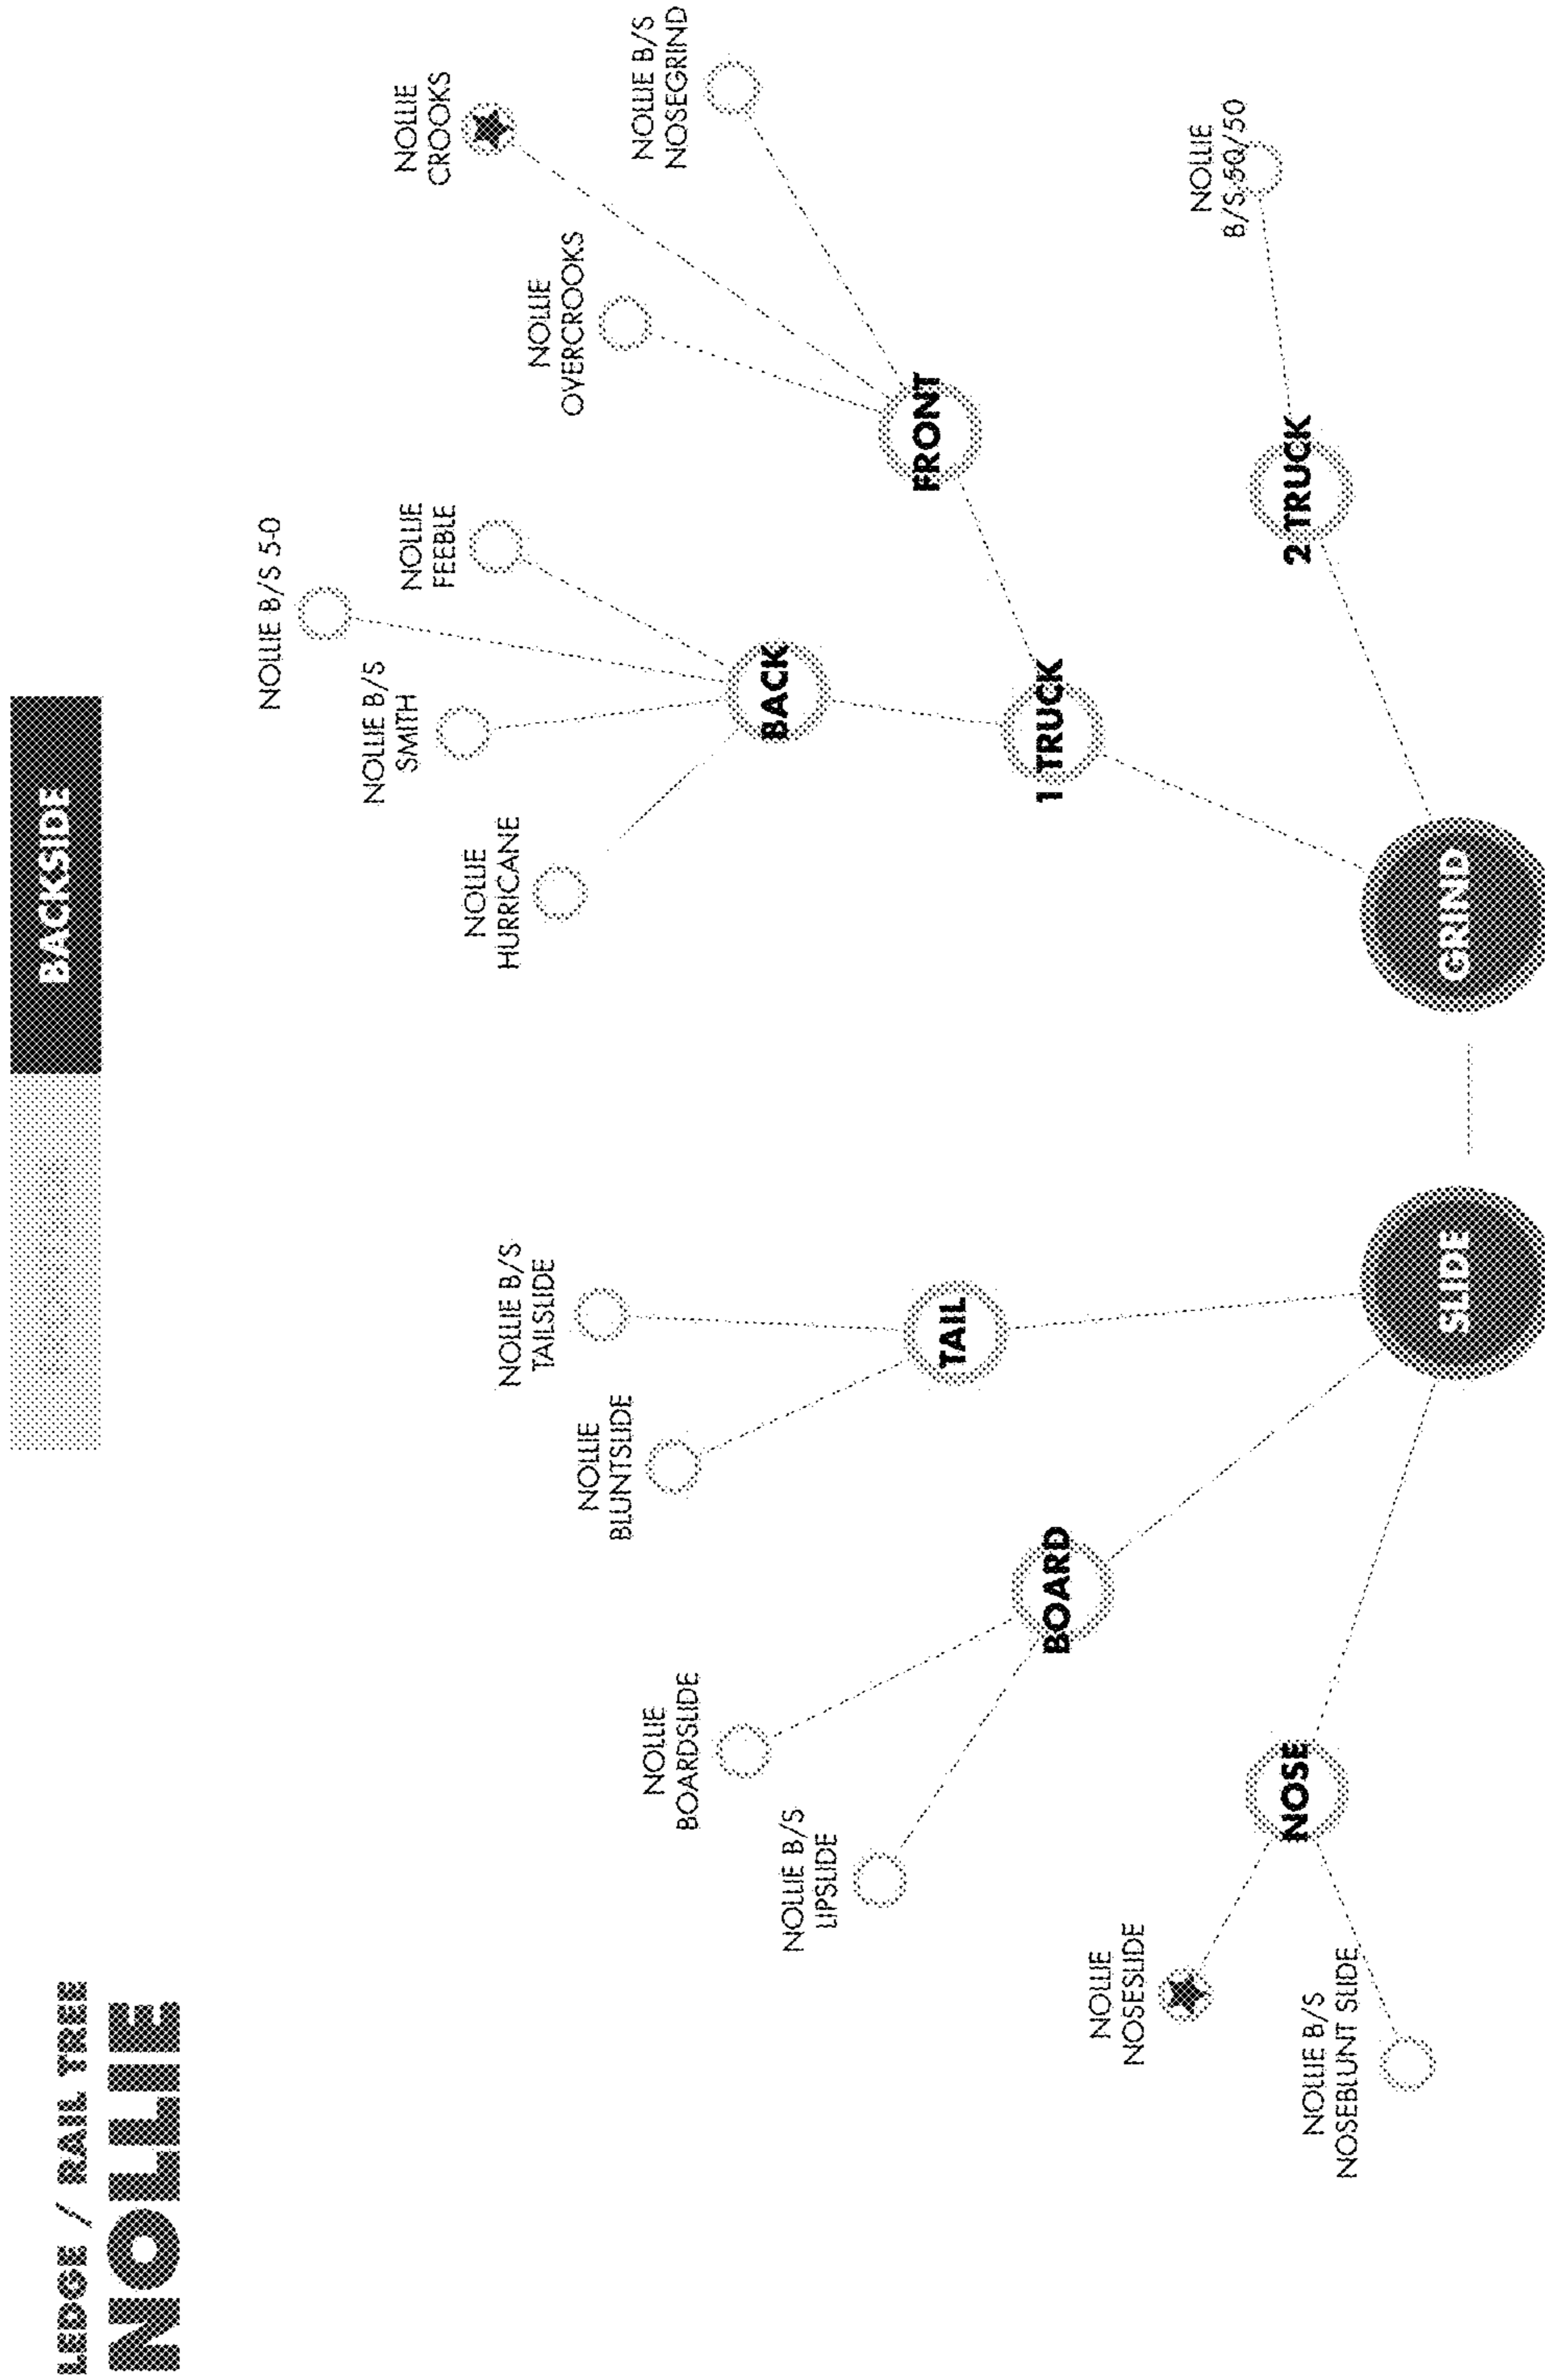 LEDGE / RAIL TREE
NOLLIE
BACKSIDE
NOLLIE B/S
NOSEBLUNT SLIDE
NOLLIE
NOSESLIDE
NOSE
NOLLIE B/S
LIPSLIDE
NOLLIE
BOARDSLIDE
BOARD
NOLLIE
BLUNTSLIDE
NOLLIE B/S
TAILSLIDE
TAIL
SLIDE
GRIND
NOLLIE
HURRICANE
NOLLIE B/S
SMITH
NOLLIE B/S 5-0
NOLLIE
FEEBLE
BACK
1 TRUCK
NOLLIE
OVERCROOKS
NOLLIE
CROOKS
NOLLIE B/S
NOSEGRIND
FRONT
2 TRUCK
NOLLIE
B/S 50/50